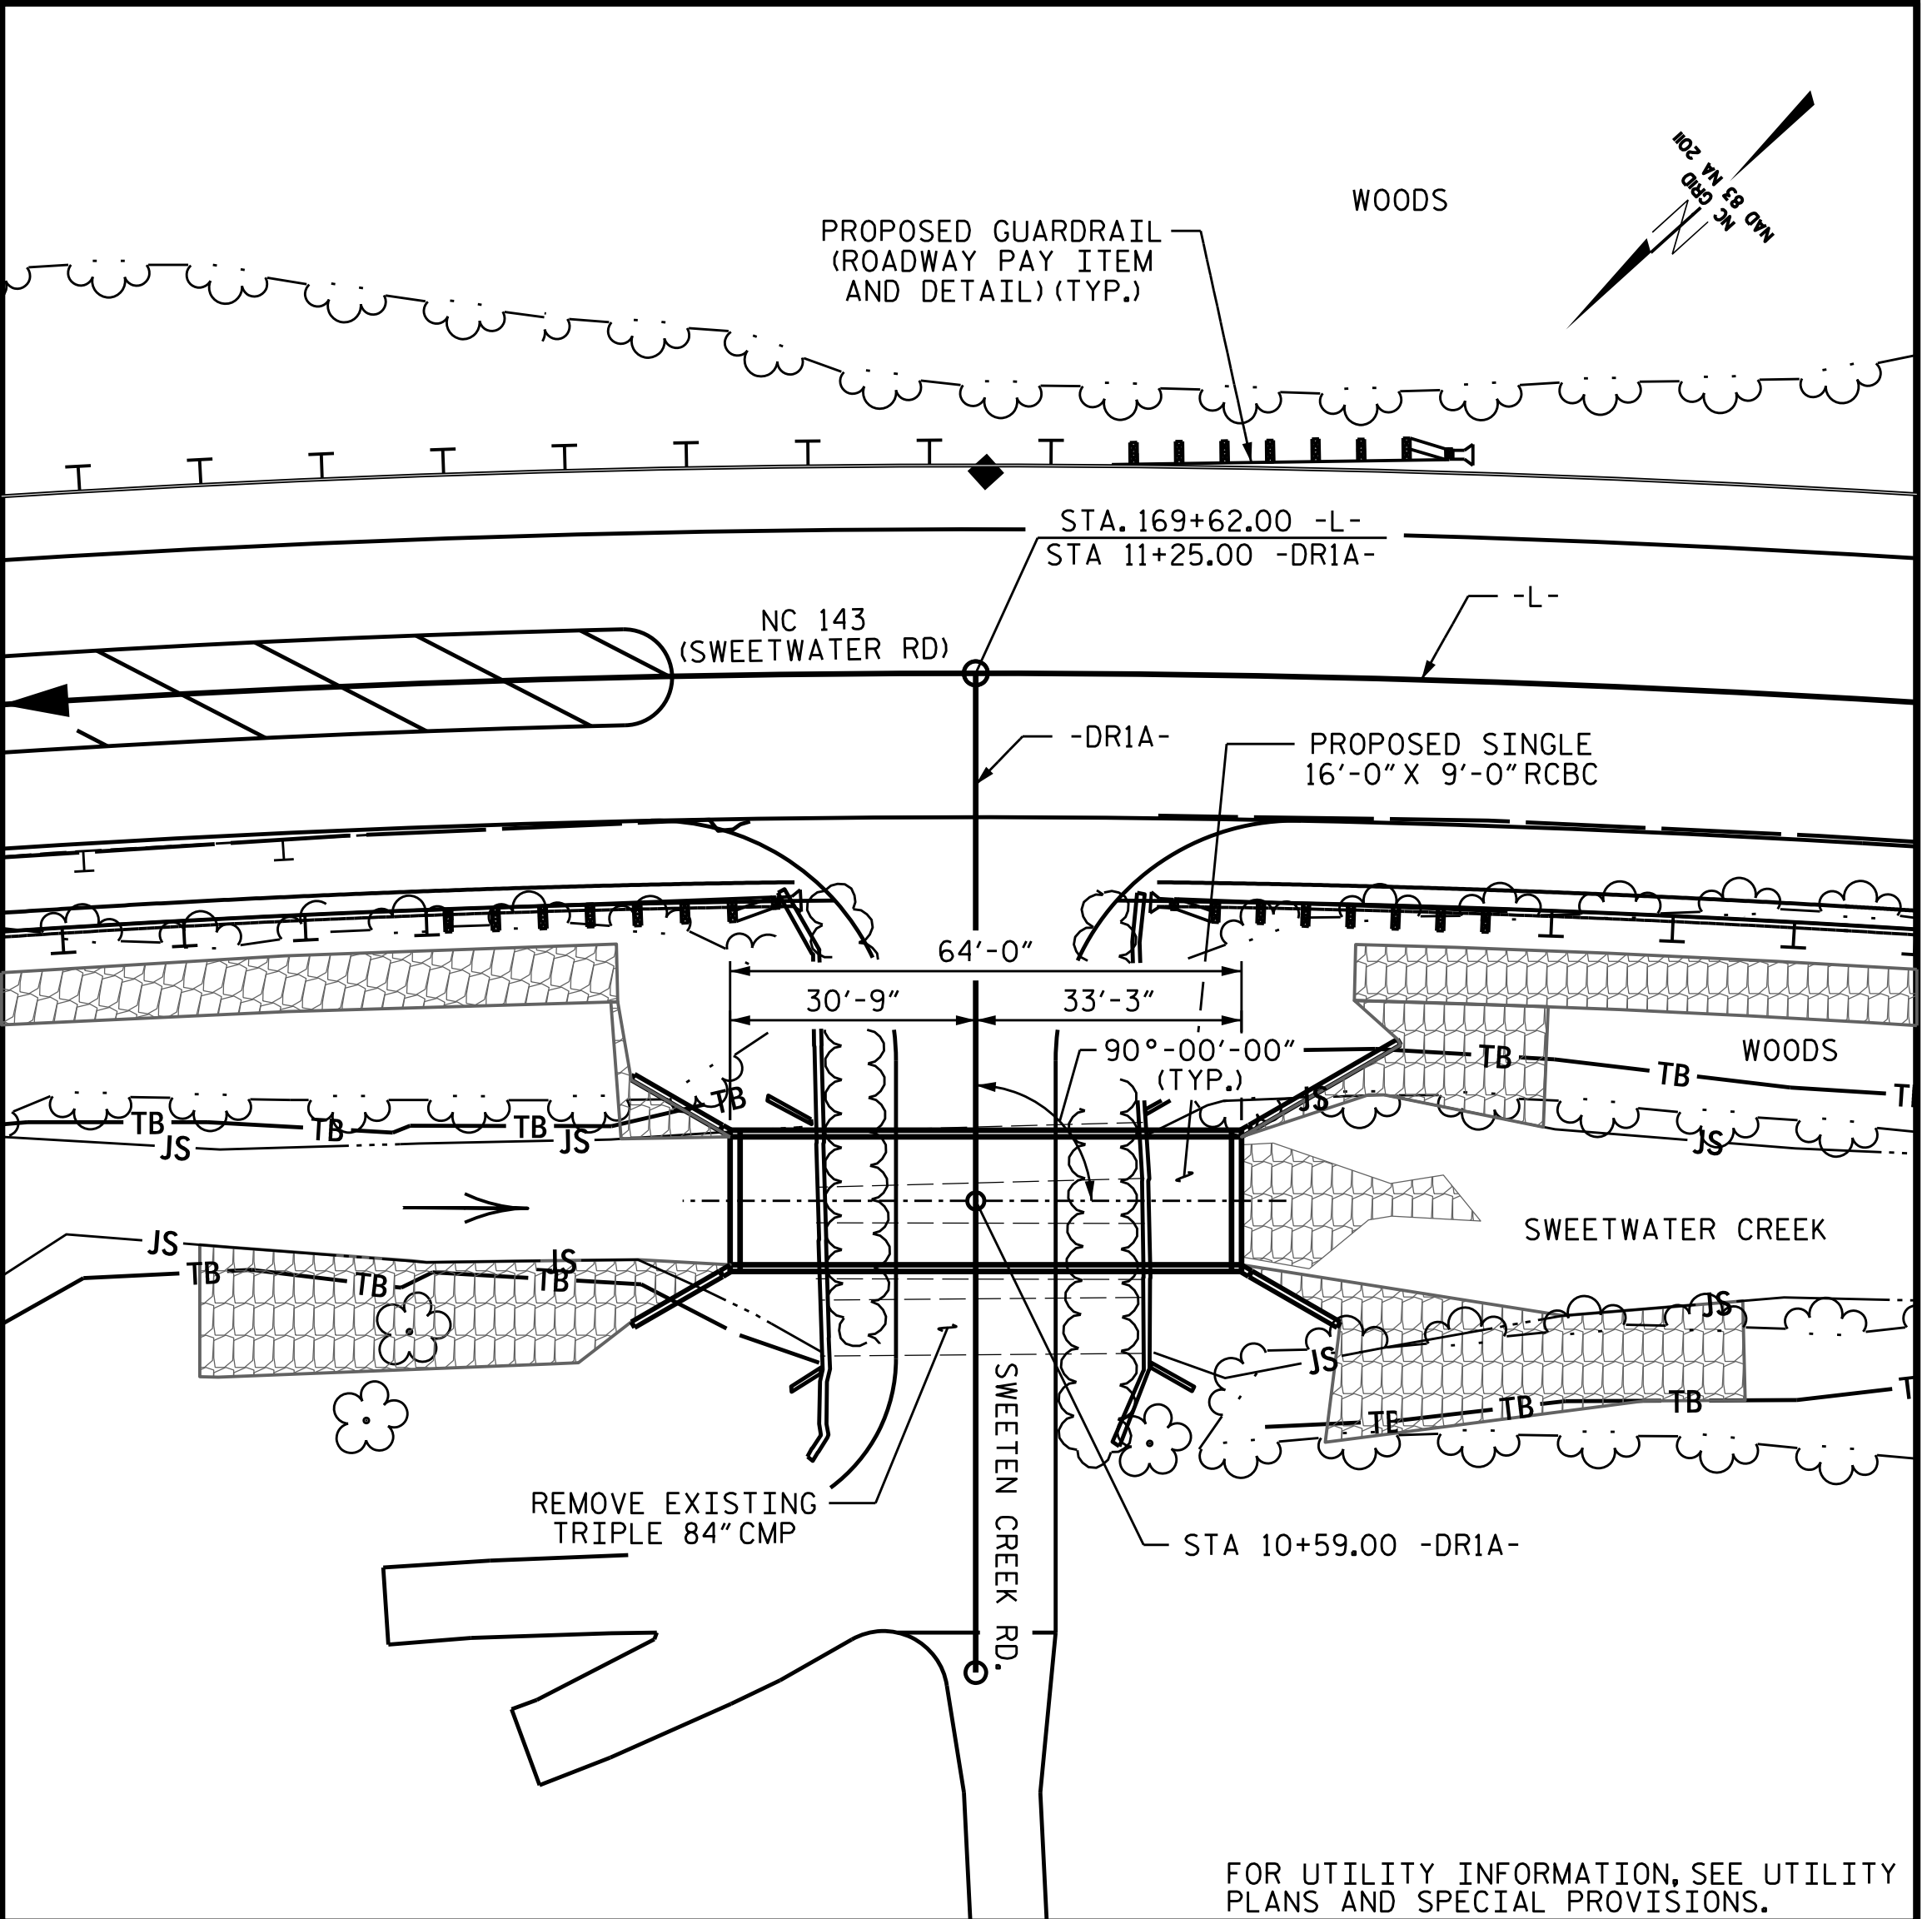 NC GRID
NAD 83 NA 2011
WOODS
PROPOSED GUARDRAIL
(ROADWAY PAY ITEM
AND DETAIL)(TYP.)
STA. 169+62.00 -L-
STA 11+25.00 -DR1A-
-L-
NC 143
(SWEETWATER RD)
-DR1A-
PROPOSED SINGLE
16'-0" X 9'-0" RCBC
64'-0"
30'-9"
33'-3"
90°-00'-00"
(TYP.)
WOODS
TB
TB
TB
TB
TB
TB
TB
JS
JS
JS
JS
SWEETWATER CREEK
JS
JS
TB
TB
TB
JS
JS
TB
TB
TB
SWEETEN CREEK RD.
REMOVE EXISTING
TRIPLE 84" CMP
STA 10+59.00 -DR1A-
FOR UTILITY INFORMATION, SEE UTILITY
PLANS AND SPECIAL PROVISIONS.